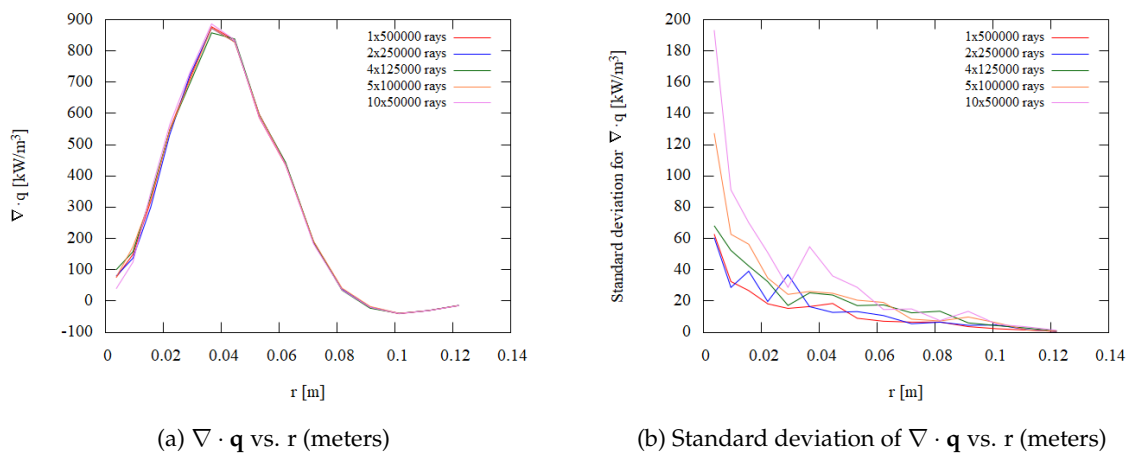 900
800
700
600
500
400
300
200
100
0
-100
∇·q [kW/m³]
1x500000 rays
2x250000 rays
4x125000 rays
5x100000 rays
10x50000 rays
0 0.02 0.04 0.06 0.08 0.1 0.12 0.14
r [m]
(a) ∇ · q vs. r (meters)
200
180
160
140
120
100
80
60
40
20
0
Standard deviation for ∇·q [kW/m³]
1x500000 rays
2x250000 rays
4x125000 rays
5x100000 rays
10x50000 rays
0 0.02 0.04 0.06 0.08 0.1 0.12 0.14
r [m]
(b) Standard deviation of ∇ · q vs. r (meters)